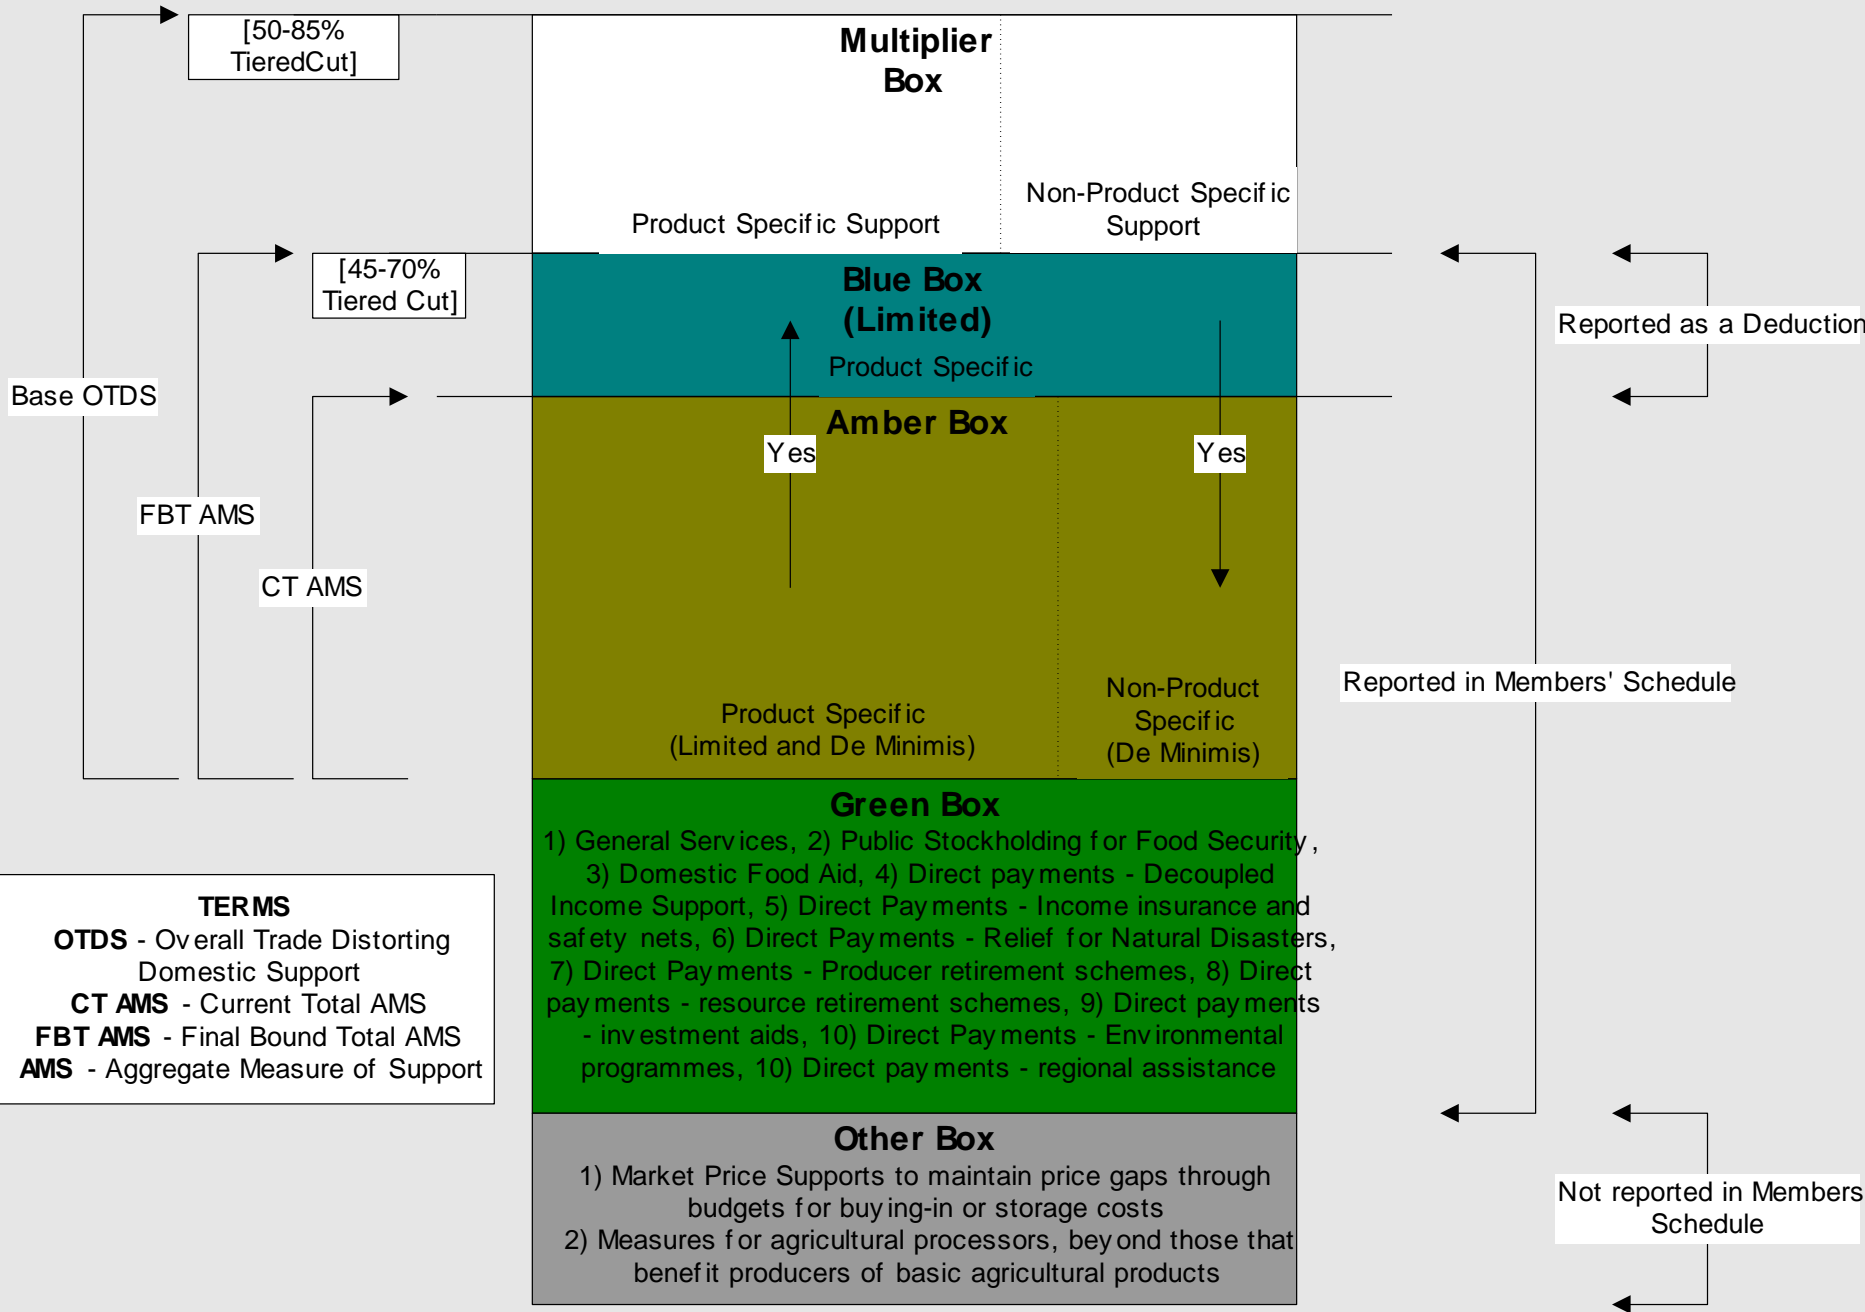 [50-85%
TieredCut]
Multiplier
Box
Product Specific Support
Non-Product Specific
Support
[45-70%
Tiered Cut]
Blue Box
(Limited)
Product Specific
Reported as a Deduction
Base OTDS
Amber Box
Yes
Yes
FBT AMS
CT AMS
Product Specific
(Limited and De Minimis)
Non-Product
Specific
(De Minimis)
Reported in Members' Schedule
Green Box
1) General Services, 2) Public Stockholding for Food Security,
3) Domestic Food Aid, 4) Direct payments - Decoupled
Income Support, 5) Direct Payments - Income insurance and
safety nets, 6) Direct Payments - Relief for Natural Disasters,
7) Direct Payments - Producer retirement schemes, 8) Direct
payments - resource retirement schemes, 9) Direct payments
- investment aids, 10) Direct Payments - Environmental
programmes, 10) Direct payments - regional assistance
TERMS
OTDS - Overall Trade Distorting
Domestic Support
CT AMS - Current Total AMS
FBT AMS - Final Bound Total AMS
AMS - Aggregate Measure of Support
Other Box
1) Market Price Supports to maintain price gaps through
budgets for buying-in or storage costs
2) Measures for agricultural processors, beyond those that
benefit producers of basic agricultural products
Not reported in Members
Schedule